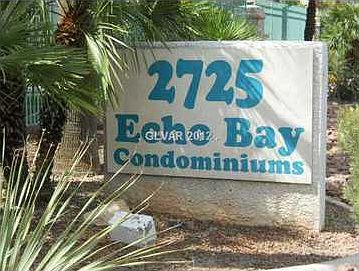 2725
Echo Bay
GLVAR 2012
Condominiums